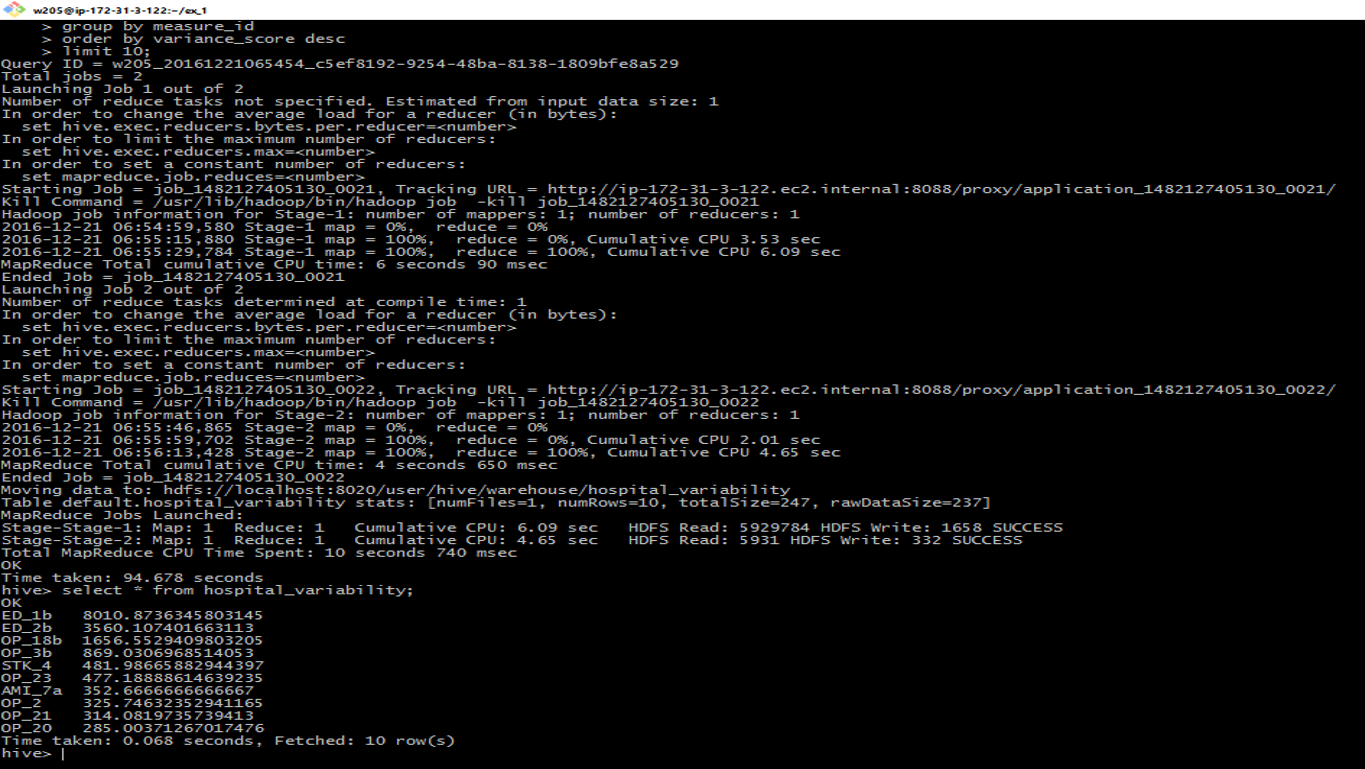 w205@ip-172-31-3-122:~/ex_1
> group by measure_id
> order by variance_score desc
> limit 10;
Query ID = w205_20161221065454_c5ef8192-9254-48ba-8138-1809bfe8a529
Total jobs = 2
Launching Job 1 out of 2
Number of reduce tasks not specified. Estimated from input data size: 1
In order to change the average load for a reducer (in bytes):
  set hive.exec.reducers.bytes.per.reducer=<number>
In order to limit the maximum number of reducers:
  set hive.exec.reducers.max=<number>
In order to set a constant number of reducers:
  set mapreduce.job.reduces=<number>
Starting Job = job_1482127405130_0021, Tracking URL = http://ip-172-31-3-122.ec2.internal:8088/proxy/application_1482127405130_0021/
Kill Command = /usr/lib/hadoop/bin/hadoop job  -kill job_1482127405130_0021
Hadoop job information for Stage-1: number of mappers: 1; number of reducers: 1
2016-12-21 06:54:59,580 Stage-1 map = 0%,  reduce = 0%
2016-12-21 06:55:15,880 Stage-1 map = 100%,  reduce = 0%, Cumulative CPU 3.53 sec
2016-12-21 06:55:29,784 Stage-1 map = 100%,  reduce = 100%, Cumulative CPU 6.09 sec
MapReduce Total cumulative CPU time: 6 seconds 90 msec
Ended Job = job_1482127405130_0021
Launching Job 2 out of 2
Number of reduce tasks determined at compile time: 1
In order to change the average load for a reducer (in bytes):
  set hive.exec.reducers.bytes.per.reducer=<number>
In order to limit the maximum number of reducers:
  set hive.exec.reducers.max=<number>
In order to set a constant number of reducers:
  set mapreduce.job.reduces=<number>
Starting Job = job_1482127405130_0022, Tracking URL = http://ip-172-31-3-122.ec2.internal:8088/proxy/application_1482127405130_0022/
Kill Command = /usr/lib/hadoop/bin/hadoop job  -kill job_1482127405130_0022
Hadoop job information for Stage-2: number of mappers: 1; number of reducers: 1
2016-12-21 06:55:46,865 Stage-2 map = 0%,  reduce = 0%
2016-12-21 06:55:59,702 Stage-2 map = 100%,  reduce = 0%, Cumulative CPU 2.01 sec
2016-12-21 06:56:13,428 Stage-2 map = 100%,  reduce = 100%, Cumulative CPU 4.65 sec
MapReduce Total cumulative CPU time: 4 seconds 650 msec
Ended Job = job_1482127405130_0022
Moving data to: hdfs://localhost:8020/user/hive/warehouse/hospital_variability
Table default.hospital_variability stats: [numFiles=1, numRows=10, totalSize=247, rawDataSize=237]
MapReduce Jobs Launched:
Stage-Stage-1: Map: 1  Reduce: 1   Cumulative CPU: 6.09 sec   HDFS Read: 5929784 HDFS Write: 1658 SUCCESS
Stage-Stage-2: Map: 1  Reduce: 1   Cumulative CPU: 4.65 sec   HDFS Read: 5931 HDFS Write: 332 SUCCESS
Total MapReduce CPU Time Spent: 10 seconds 740 msec
OK
Time taken: 94.678 seconds
hive> select * from hospital_variability;
OK
ED_1b   8010.8736345803145
ED_2b   3560.107401663113
OP_18b  1656.5529409803205
OP_3b   869.0306968514053
STK_4   481.98665882944397
OP_23   477.18888614639235
AMI_7a  352.6666666666667
OP_2    325.74632352941165
OP_21   314.0819735739413
OP_20   285.00371267017476
Time taken: 0.068 seconds, Fetched: 10 row(s)
hive>